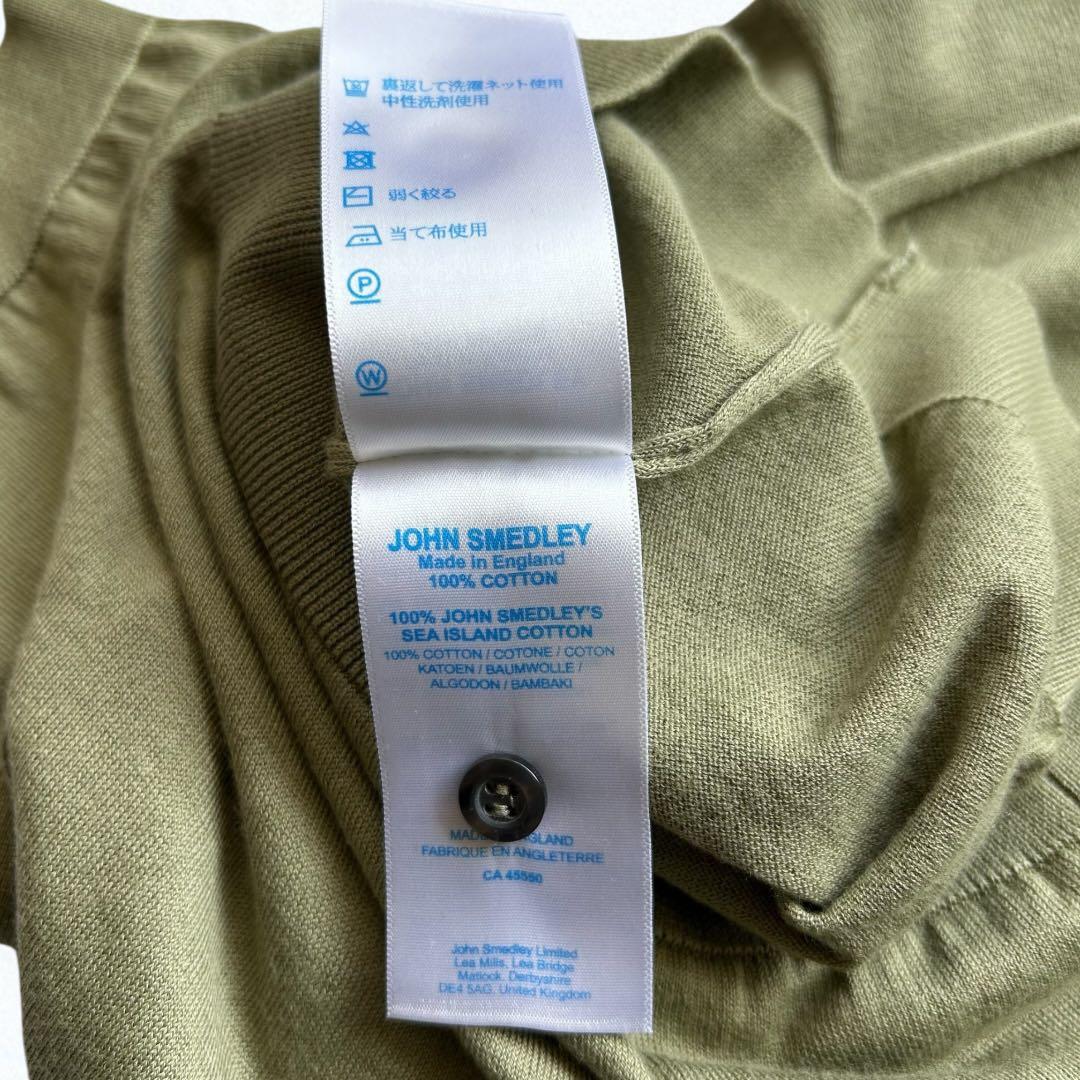 裏返して洗濯ネット使用
中性洗剤使用
弱く絞る
当て布使用
P
W
JOHN SMEDLEY
Made in England
100% COTTON
100% JOHN SMEDLEY'S
SEA ISLAND COTTON
100% COTTON / COTONE / COTON
KATOEN / BAUMWOLLE /
ALGODON / BAMBAKI
FABRIQUE EN ANGLETERRE
CA 45550
John Smedley Limited
Lea Mills, Lea Bridge
Matlock, Derbyshire
DE4 5AG. United Kingdom